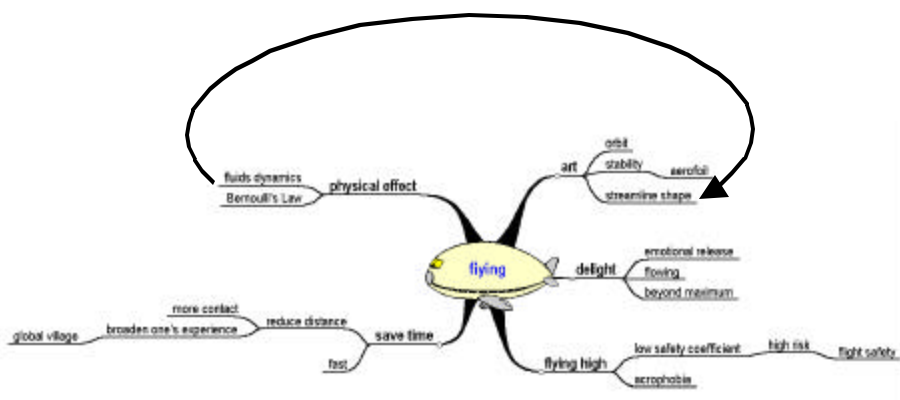 orbit
art
stability
aerofoil
fluids dynamics
physical effect
streamline shape
Bernoulli's Law
emotional release
flying
delight
flowing
beyond maximum
more contact
reduce distance
global village
broaden one's experience
save time
low safety coefficient
high risk
flight safety
fast
flying high
acrophobia